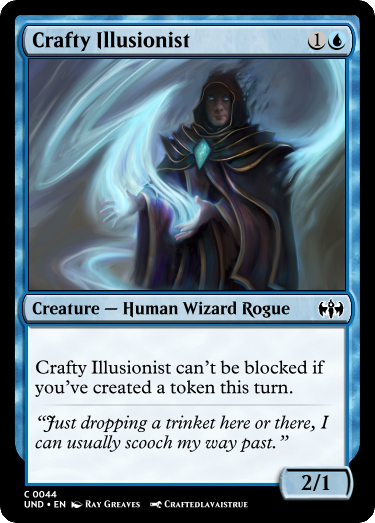 Crafty Illusionist 1
Creature — Human Wizard Rogue
Crafty Illusionist can't be blocked if
you've created a token this turn.
“Just dropping a trinket here or there, I
can usually scooch my way past.”
2/1
C 0044
UND • EN Ray Greaves Craftedlavaistrue